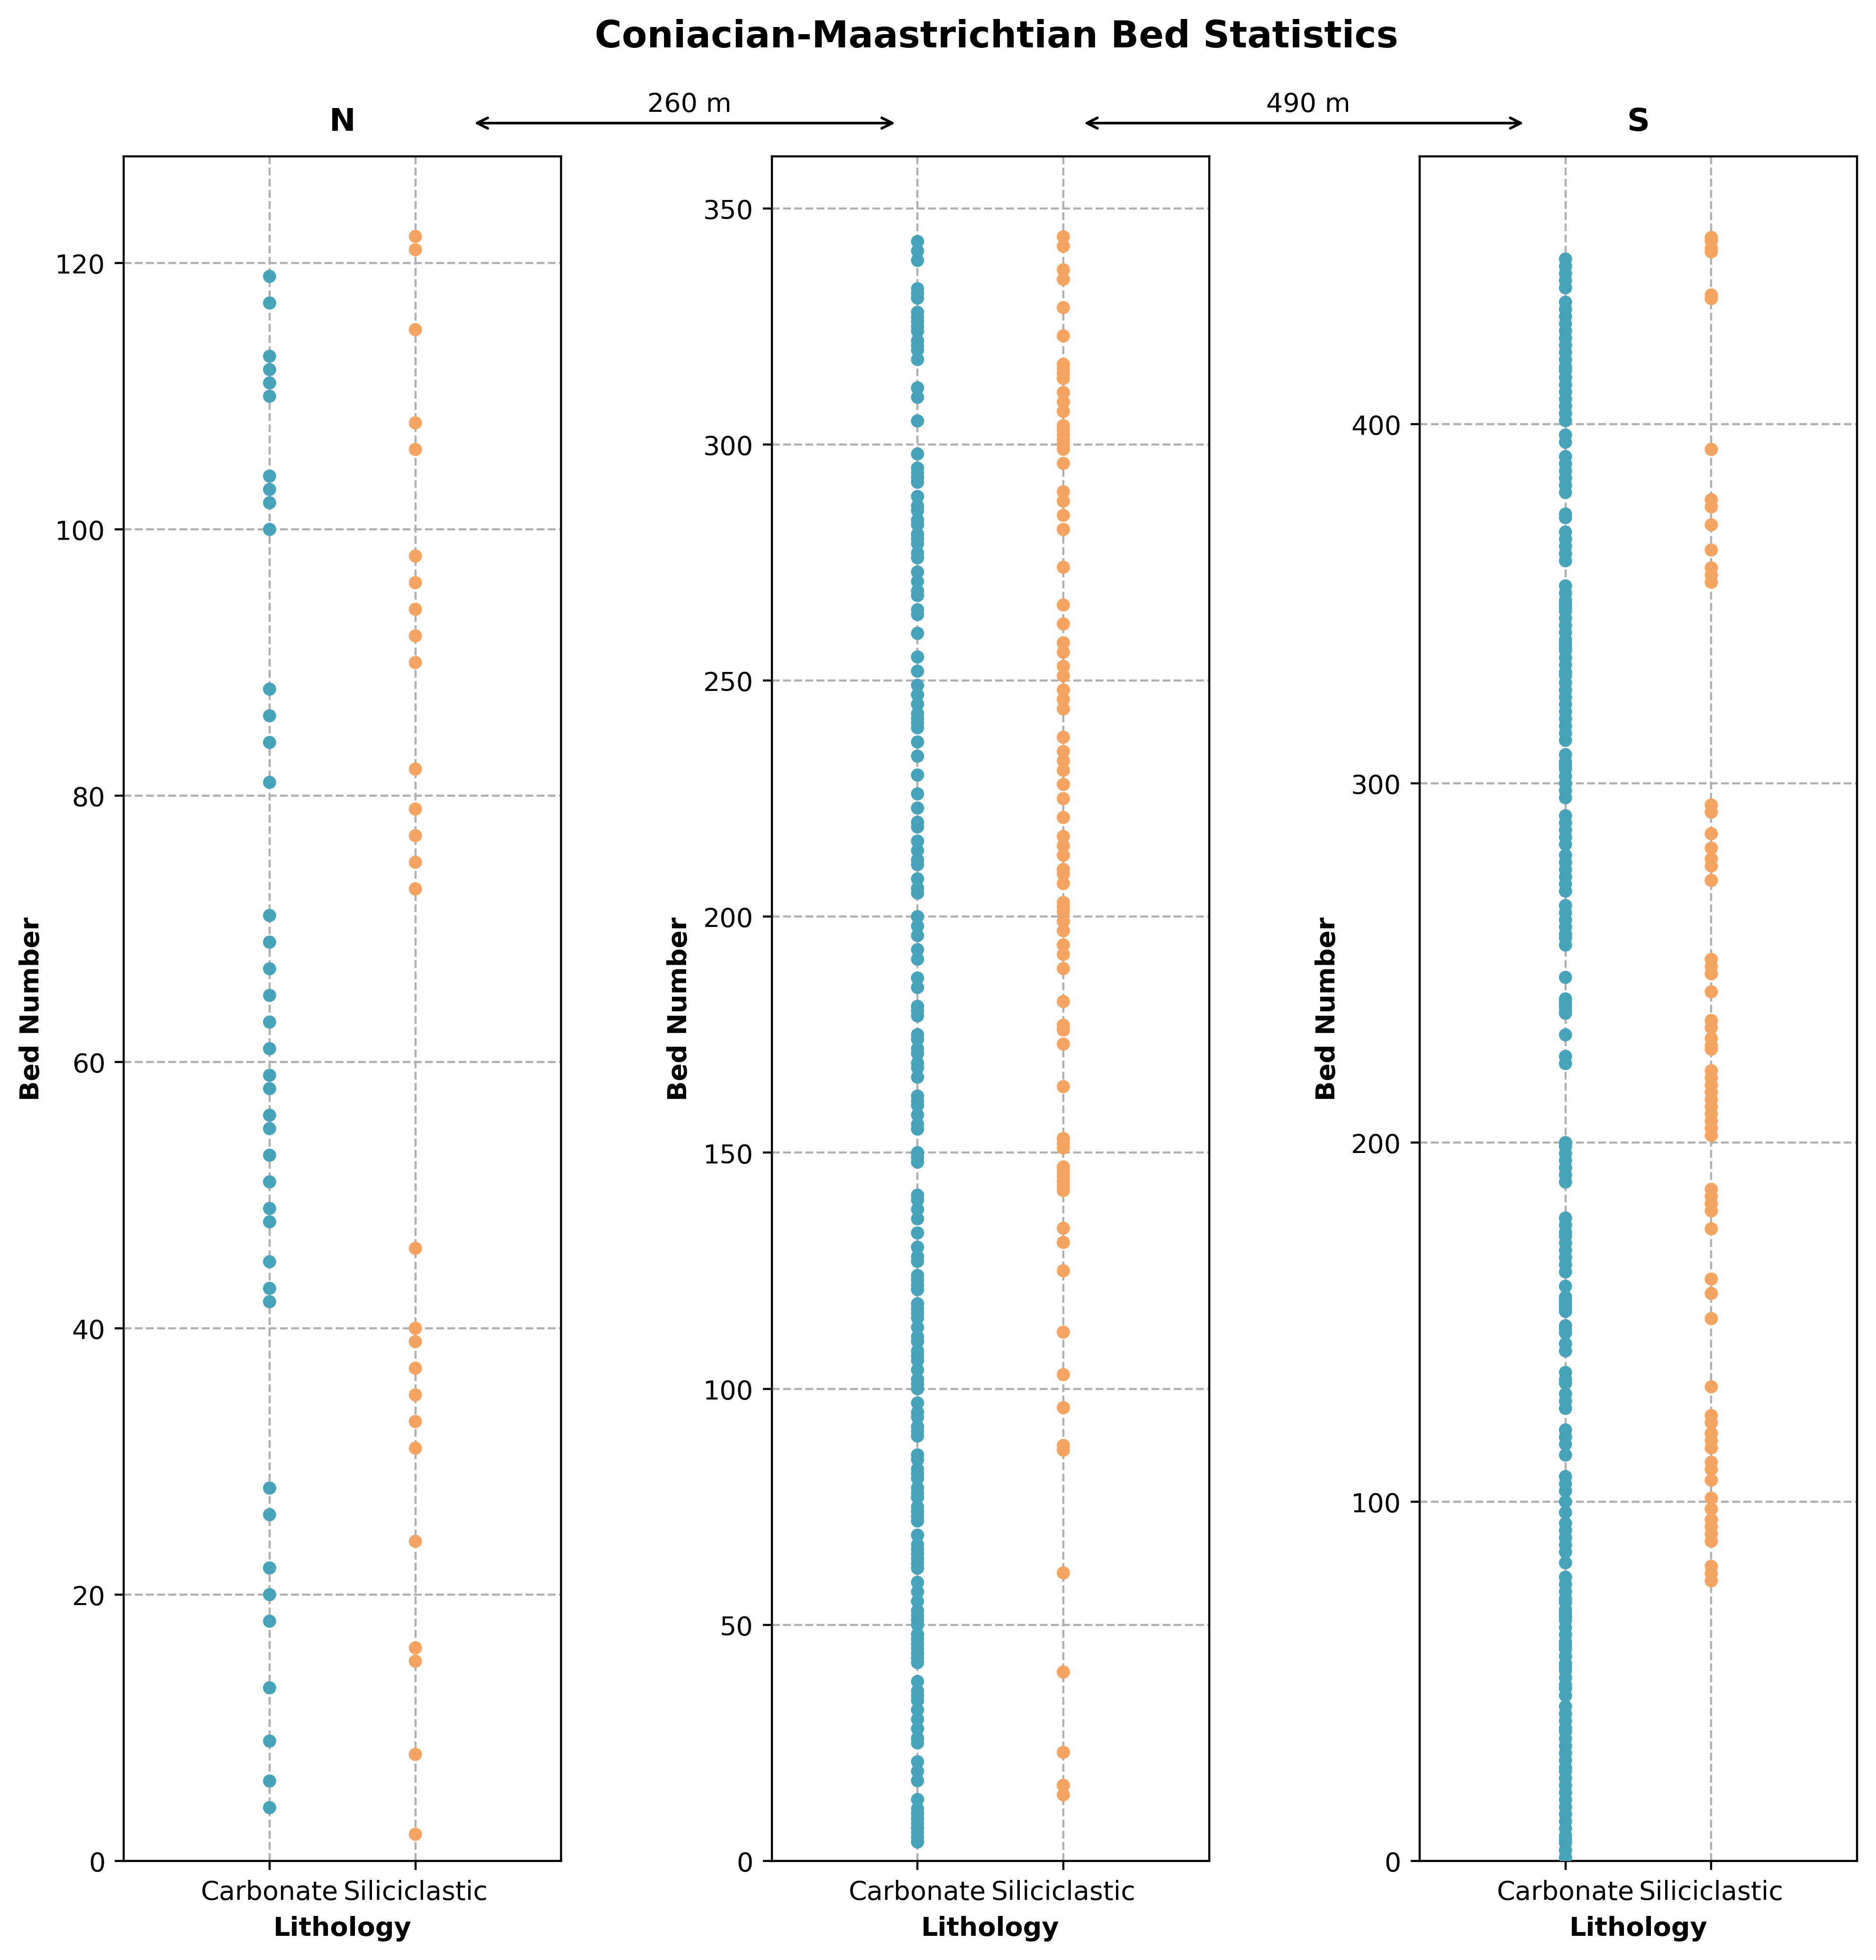 Coniacian-Maastrichtian Bed Statistics
N 260 m 490 m S
120
100
80
60
40
20
0
Bed Number
Carbonate Siliciclastic
Lithology
350
300
250
200
150
100
50
0
Bed Number
Carbonate Siliciclastic
Lithology
400
300
200
100
0
Bed Number
Carbonate Siliciclastic
Lithology